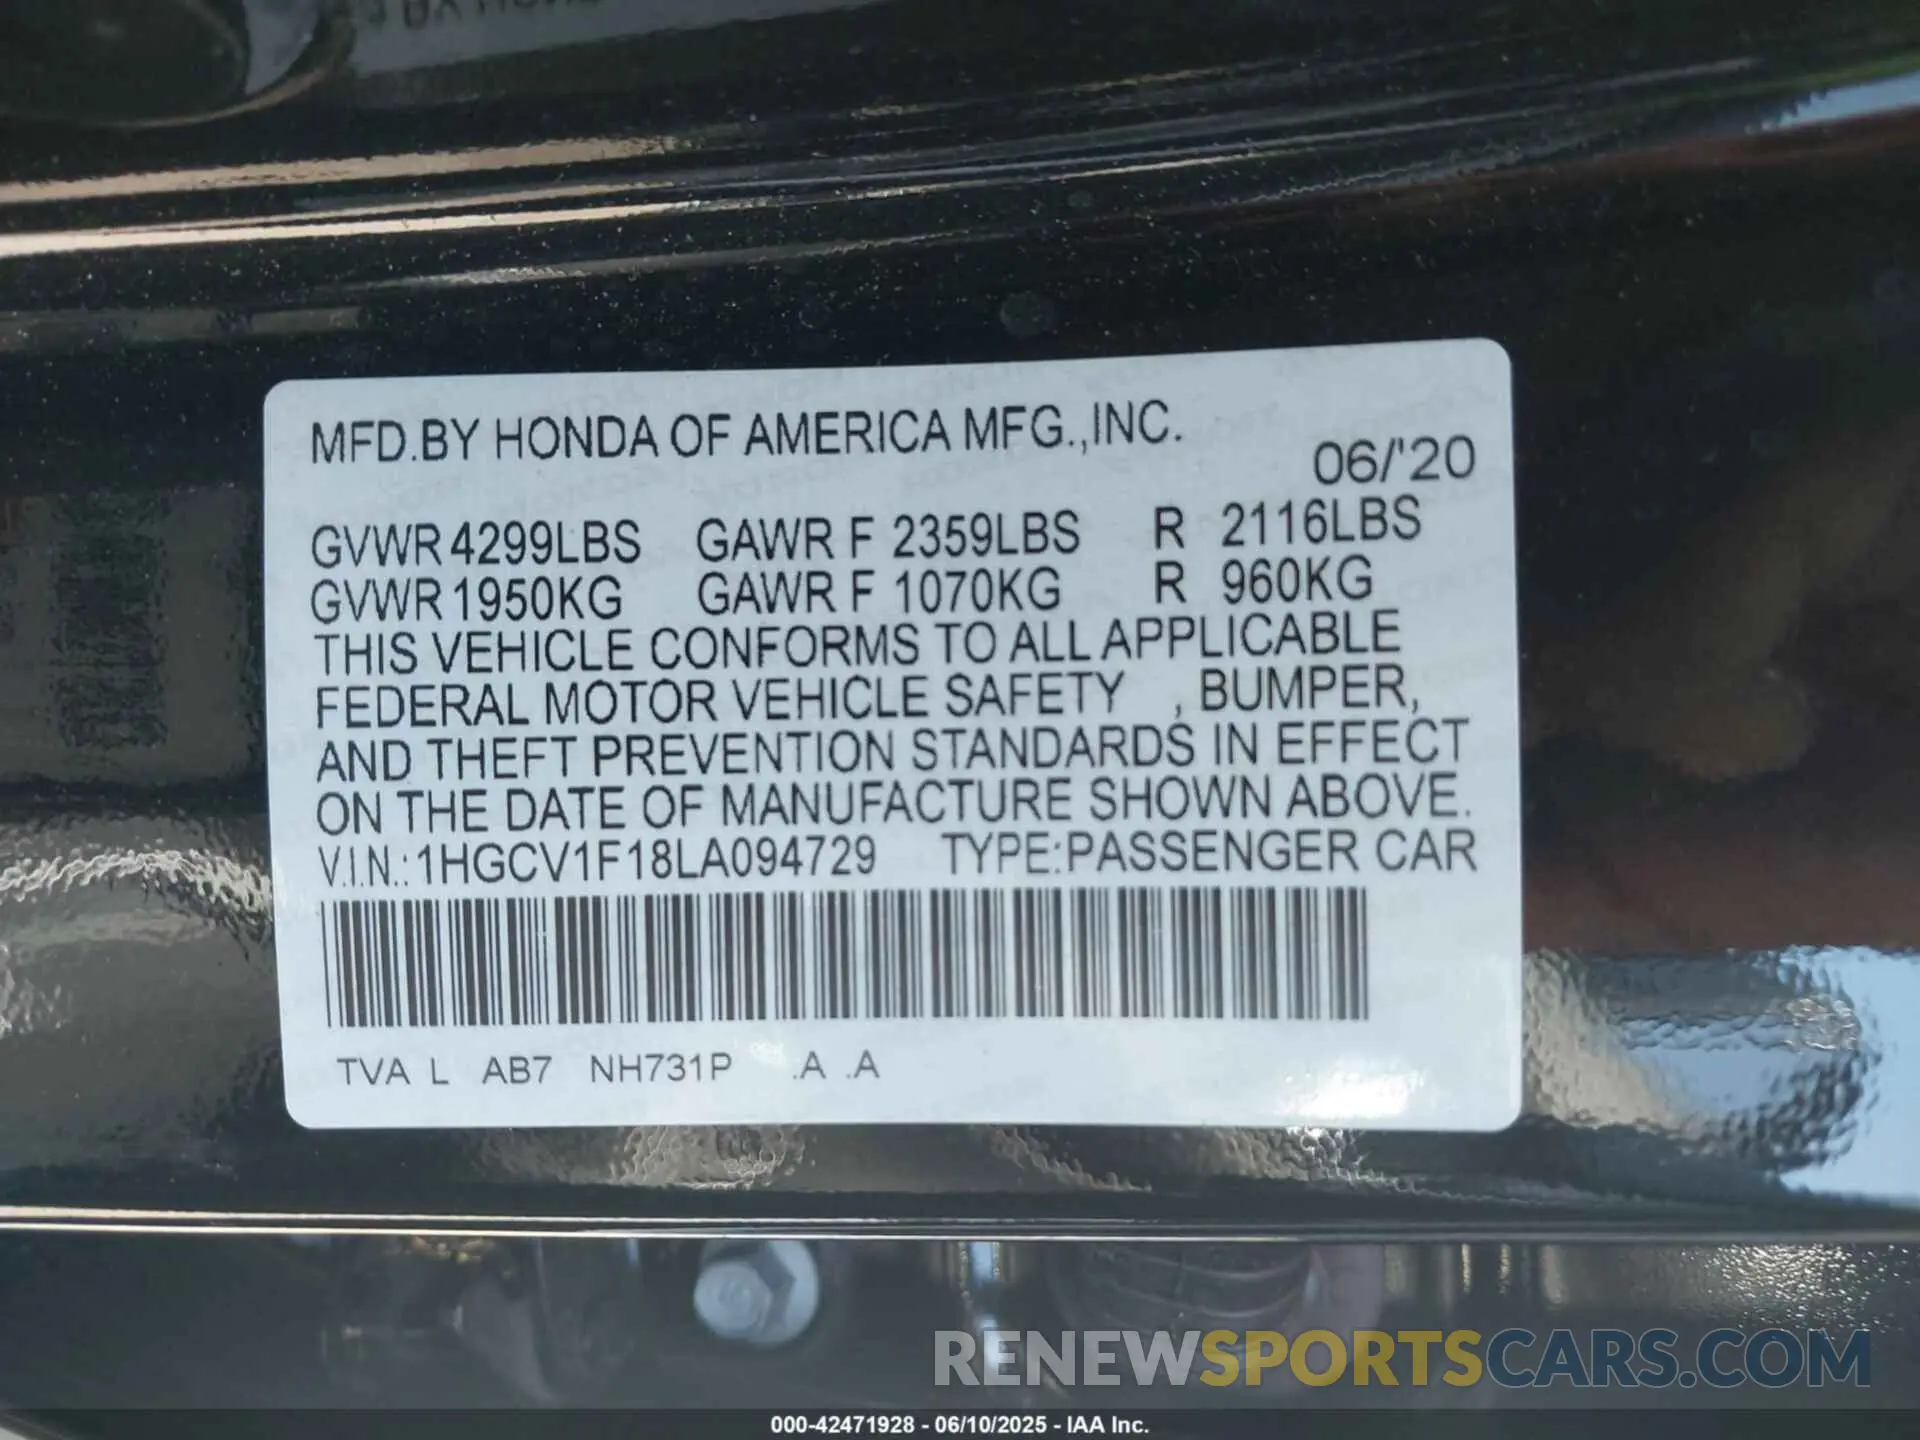 MFD.BY HONDA OF AMERICA MFG.,INC.
06/'20
GVWR 4299LBS GAWR F 2359LBS R 2116LBS
GVWR 1950KG GAWR F 1070KG R 960KG
THIS VEHICLE CONFORMS TO ALL APPLICABLE
FEDERAL MOTOR VEHICLE SAFETY , BUMPER,
AND THEFT PREVENTION STANDARDS IN EFFECT
ON THE DATE OF MANUFACTURE SHOWN ABOVE.
V.I.N.:1HGCV1F18LA094729 TYPE:PASSENGER CAR
TVA L AB7 NH731P .A .A
RENEWSPORTSCARS.COM
000-42471928 - 06/10/2025 - IAA Inc.